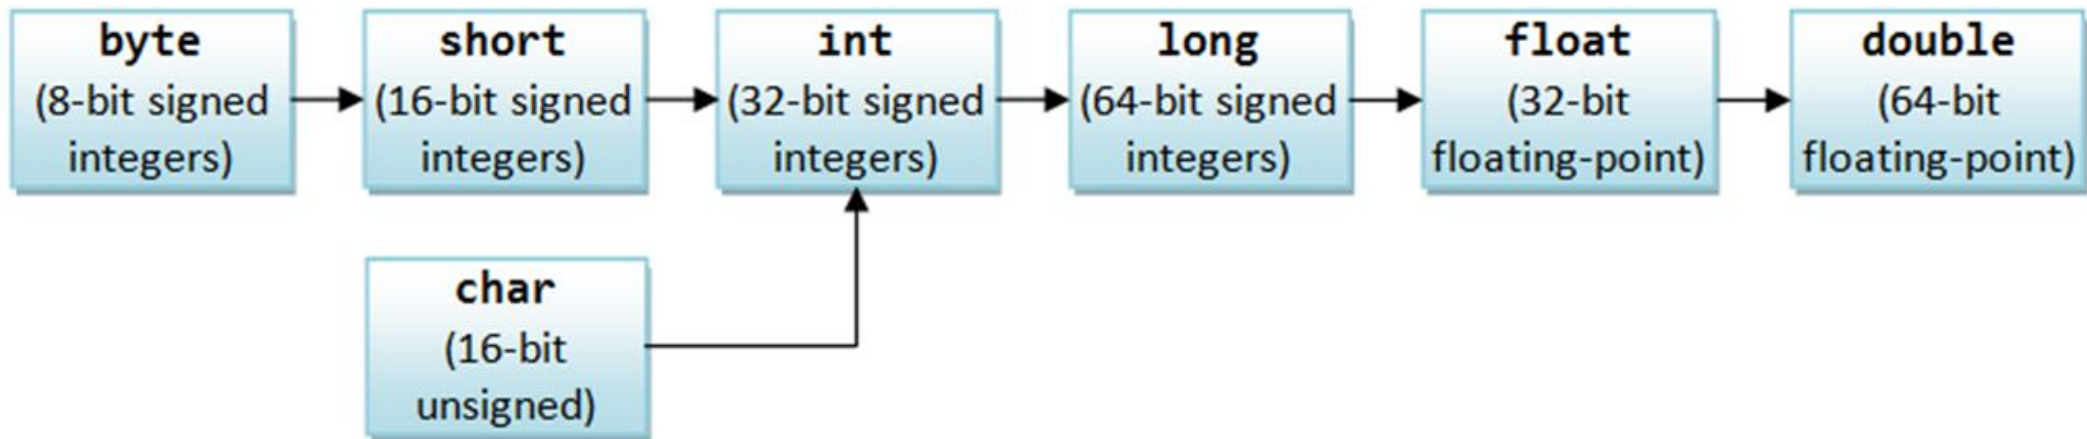 byte
(8-bit signed
integers)
short
(16-bit signed
integers)
int
(32-bit signed
integers)
long
(64-bit signed
integers)
float
(32-bit
floating-point)
double
(64-bit
floating-point)
char
(16-bit
unsigned)